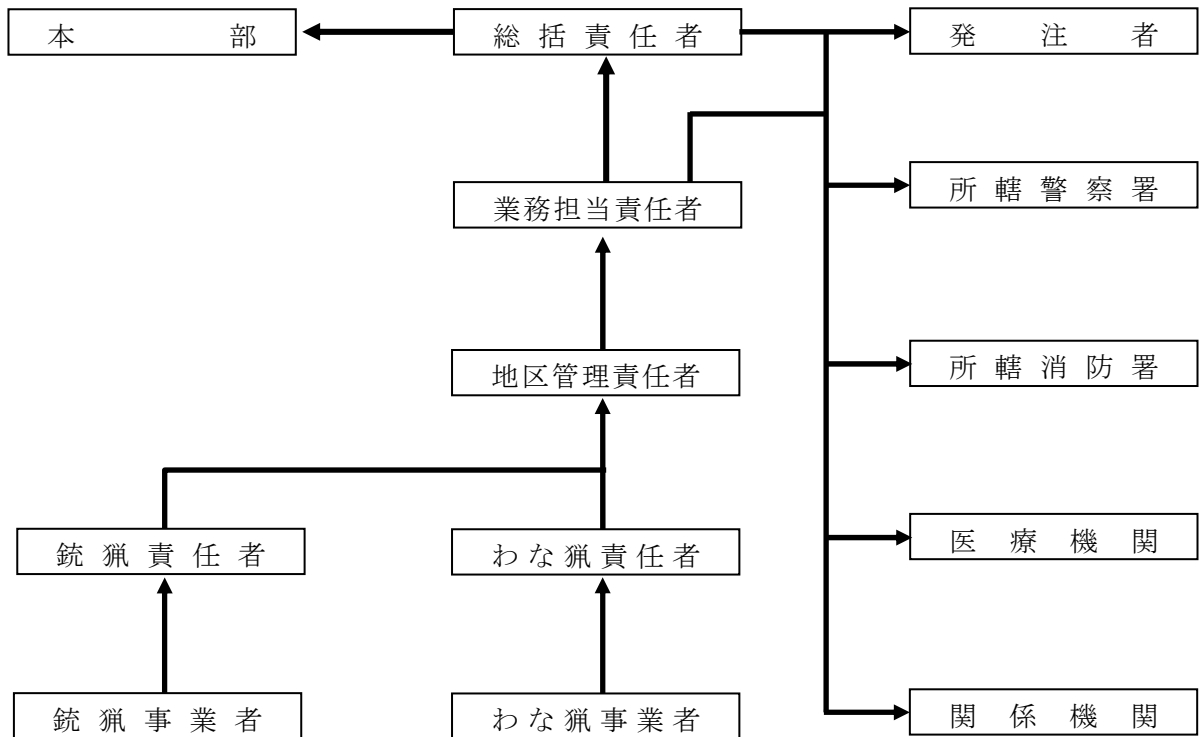 本部
総括責任者
発注者
所轄警察署
業務担当責任者
地区管理責任者
所轄消防署
銃猟責任者
わな猟責任者
医療機関
銃猟事業者
わな猟事業者
関係機関